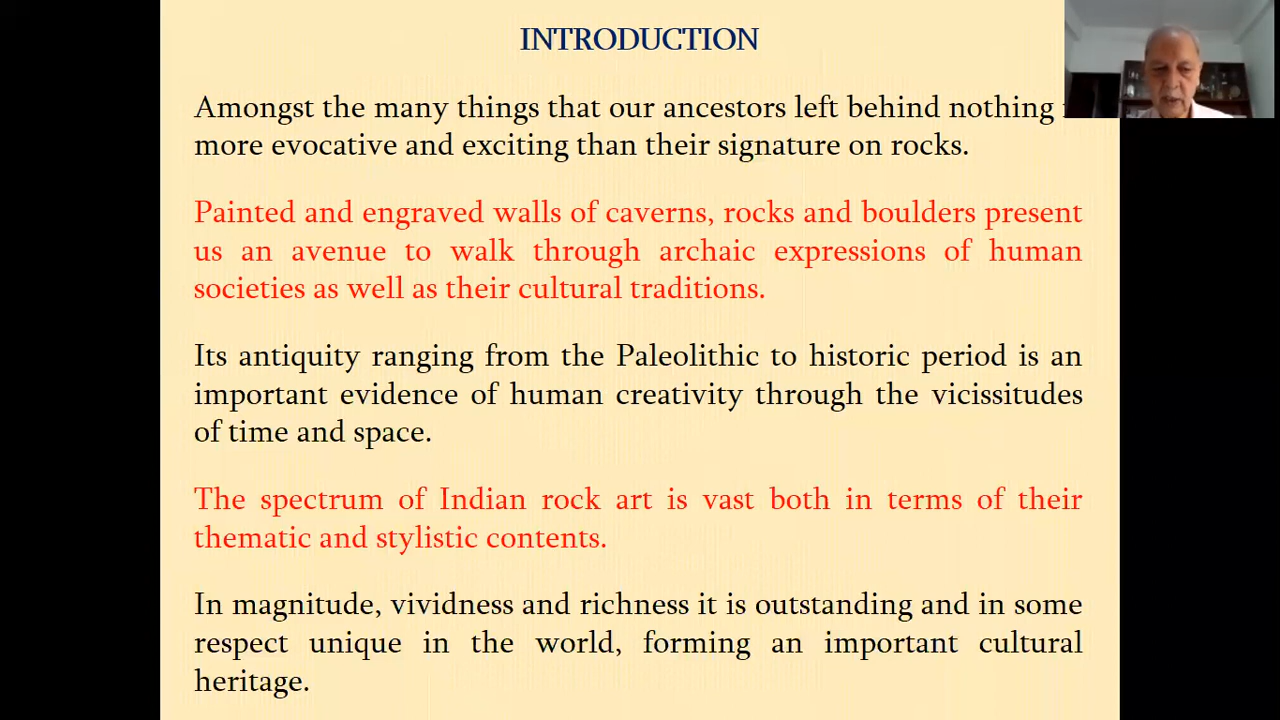 INTRODUCTION
Amongst the many things that our ancestors left behind nothing
more evocative and exciting than their signature on rocks.
Painted and engraved walls of caverns, rocks and boulders present
us an avenue to walk through archaic expressions of human
societies as well as their cultural traditions.
Its antiquity ranging from the Paleolithic to historic period is an
important evidence of human creativity through the vicissitudes
of time and space.
The spectrum of Indian rock art is vast both in terms of their
thematic and stylistic contents.
In magnitude, vividness and richness it is outstanding and in some
respect unique in the world, forming an important cultural
heritage.